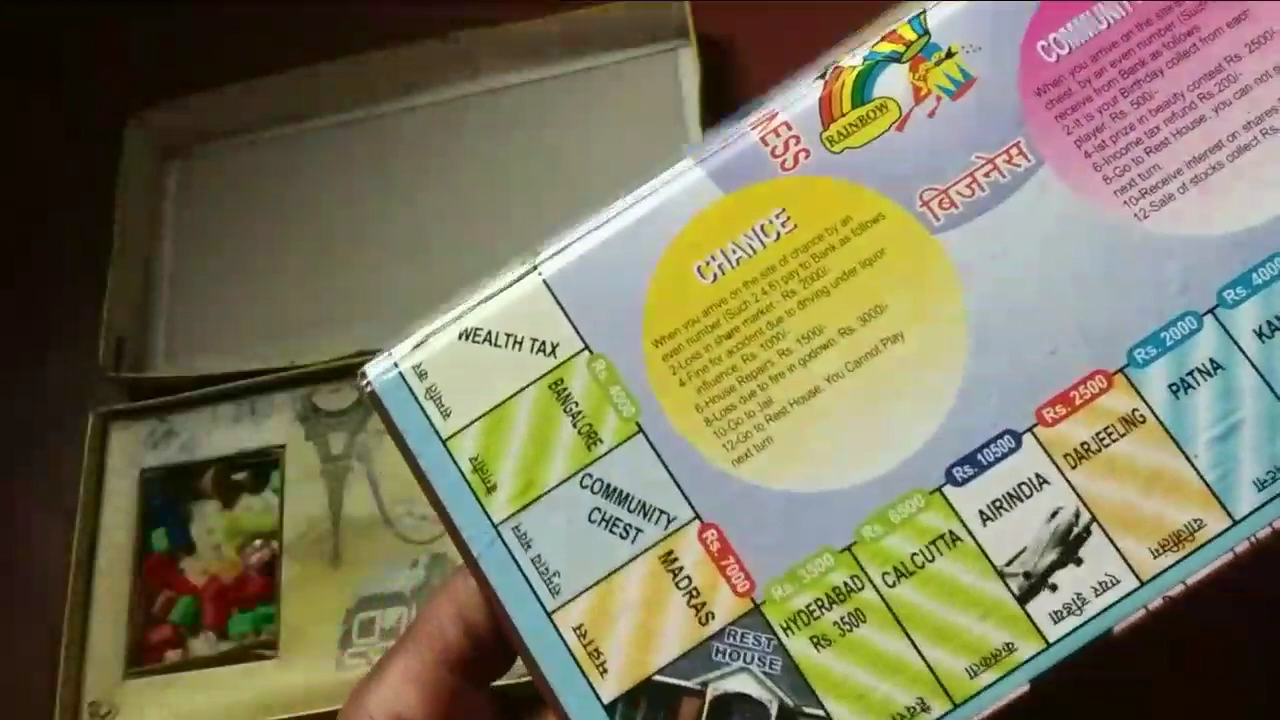 NESS
RAINBOW
बिजनेस
COMMUNIT
When you arrive on the site
chest, by an even number (Such
receive from Bank as follows
2-It is your Birthday collect from each
player. Rs. 500/-
4-Ist prize in beauty contest Rs. 2500/-
6-Income tax refund Rs.200/-
8-Go to Rest House, you can not
next turn.
10-Receive interest on shares
12-Sale of stocks collect Rs.
CHANCE
When you arrive on the site of chance by an
even number (Such 2.4.6) pay to Bank as follows
2-Loss in share market - Rs. 2000/-
4-Fine for accident due to driving under liquor
influence Rs. 1000/-
6-House Repairs. Rs. 1500/-
8-Loss due to fire in godown. Rs. 3000/-
10-Go to Jail
12-Go to Rest House. You Cannot Play
next turn
WEALTH TAX
Rs. 4000
BANGALORE
बैंगलोर
COMMUNITY
CHEST
Rs. 7000
MADRAS
मद्रास
REST
HOUSE
Rs. 3500
HYDERABAD
Rs. 3500
Rs. 6500
CALCUTTA
कलकत्ता
Rs. 10500
AIRINDIA
एयर इंडिया
Rs. 2500
DARJEELING
दार्जीलिंग
Rs. 2000
PATNA
पटना
Rs. 4000
KAN